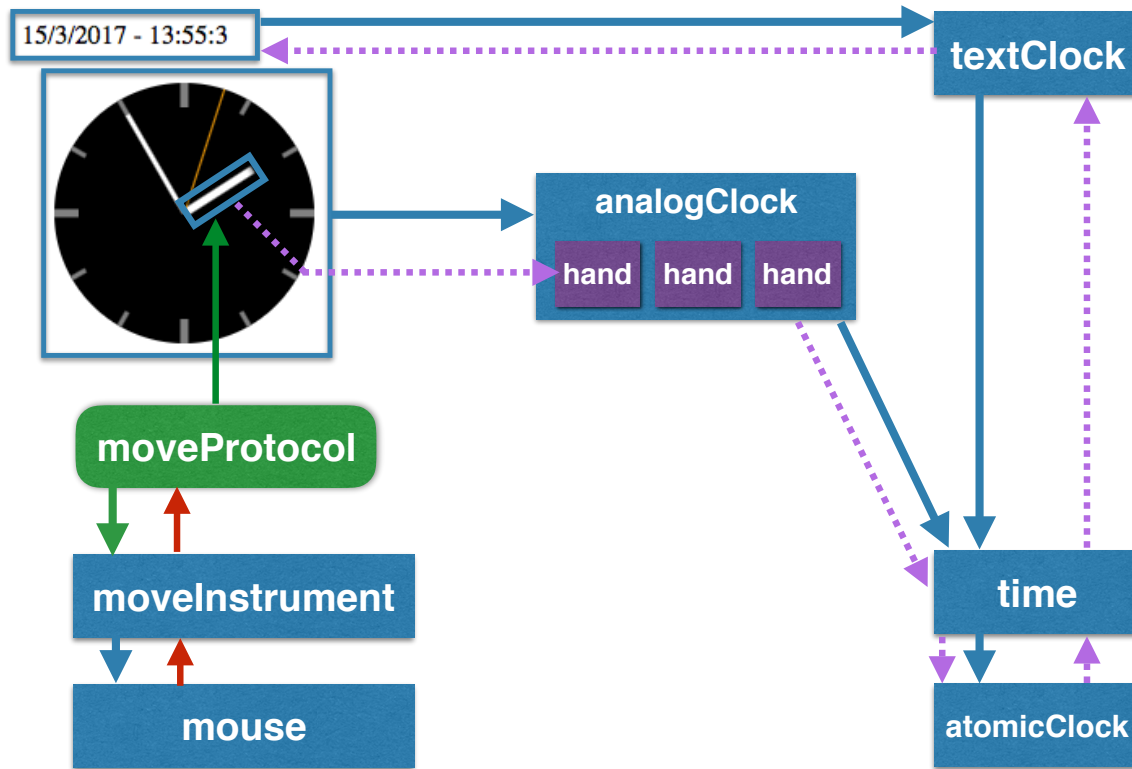 15/3/2017 - 13:55:3
textClock
analogClock
hand hand hand
moveProtocol
moveInstrument
time
mouse
atomicClock